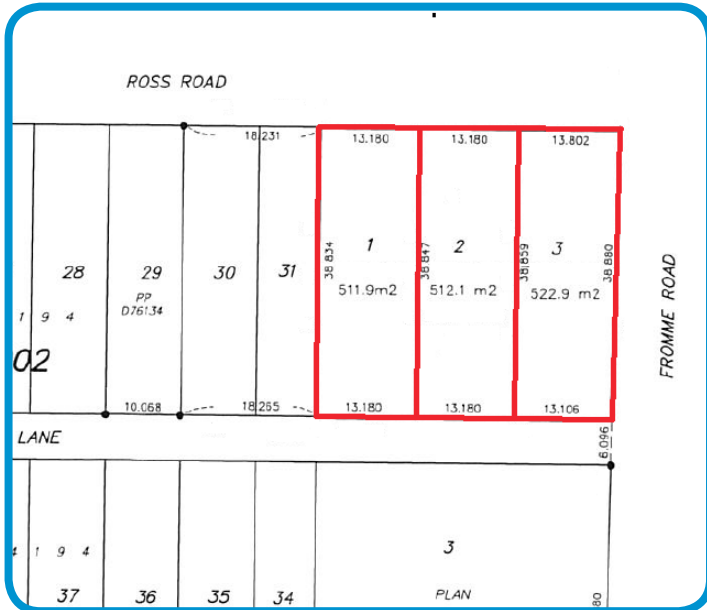 ROSS ROAD
18.231
13.180
13.180
13.802
28
29
30
31
1
2
3
38.834
38.847
38.859
38.880
PP
D76134
511.9m2
512.1 m2
522.9 m2
FROMME ROAD
1 9 4
02
10.068
18.265
13.180
13.180
13.106
LANE
6.096
4 1 9 4
3
37
36
35
34
PLAN
80